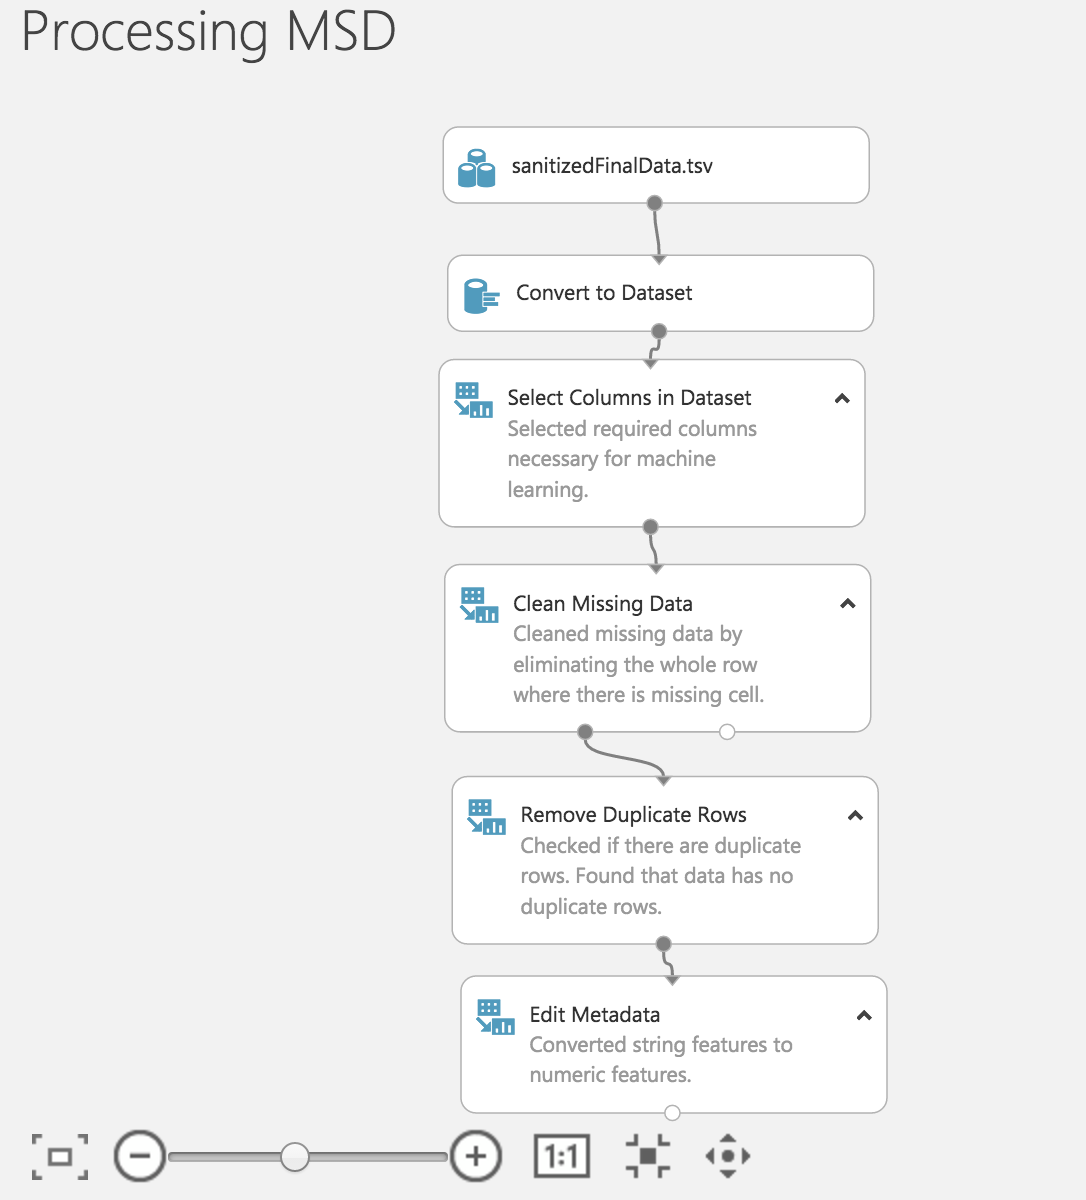 Processing MSD
sanitizedFinalData.tsv
Convert to Dataset
Select Columns in Dataset
Selected required columns
necessary for machine
learning.
Clean Missing Data
Cleaned missing data by
eliminating the whole row
where there is missing cell.
Remove Duplicate Rows
Checked if there are duplicate
rows. Found that data has no
duplicate rows.
Edit Metadata
Converted string features to
numeric features.
1:1